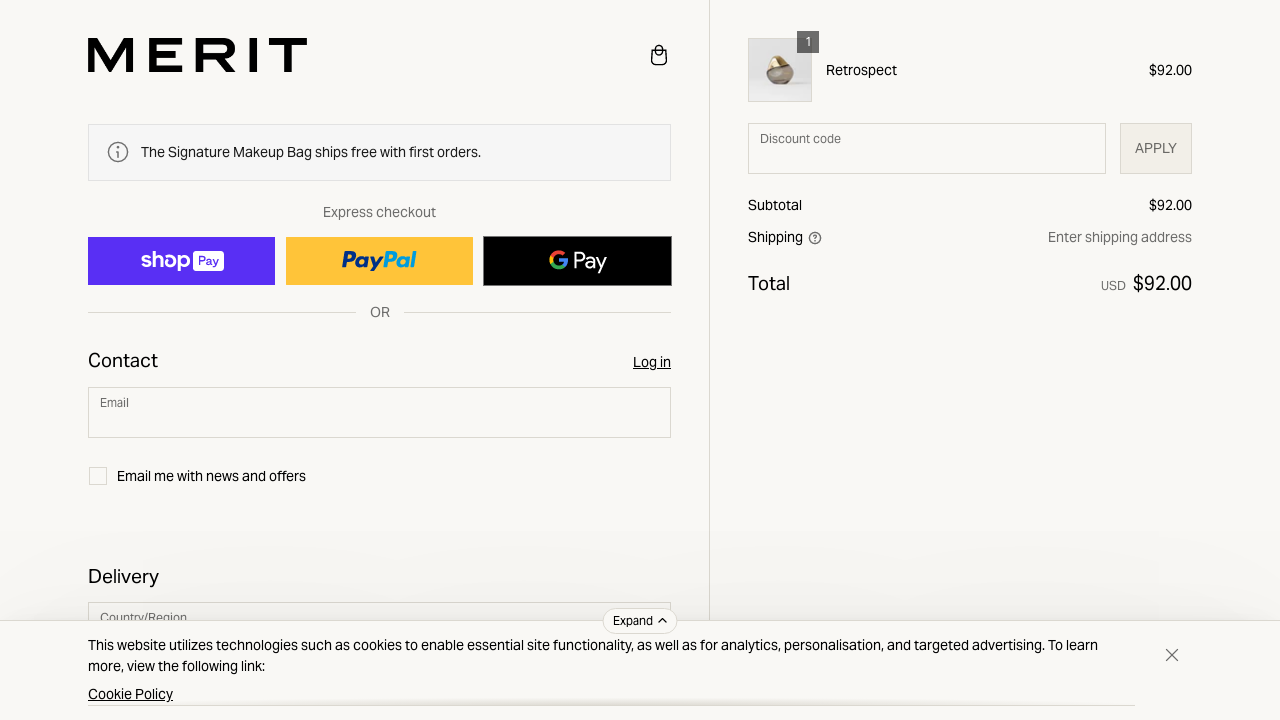 MERIT
The Signature Makeup Bag ships free with first orders.
Express checkout
shop Pay
PayPal
G Pay
OR
Contact
Log in
Email
Email me with news and offers
Delivery
Country/Region
1
Retrospect
$92.00
Discount code
APPLY
Subtotal
$92.00
Shipping
Enter shipping address
Total
USD $92.00
Expand
This website utilizes technologies such as cookies to enable essential site functionality, as well as for analytics, personalisation, and targeted advertising. To learn
more, view the following link:
Cookie Policy